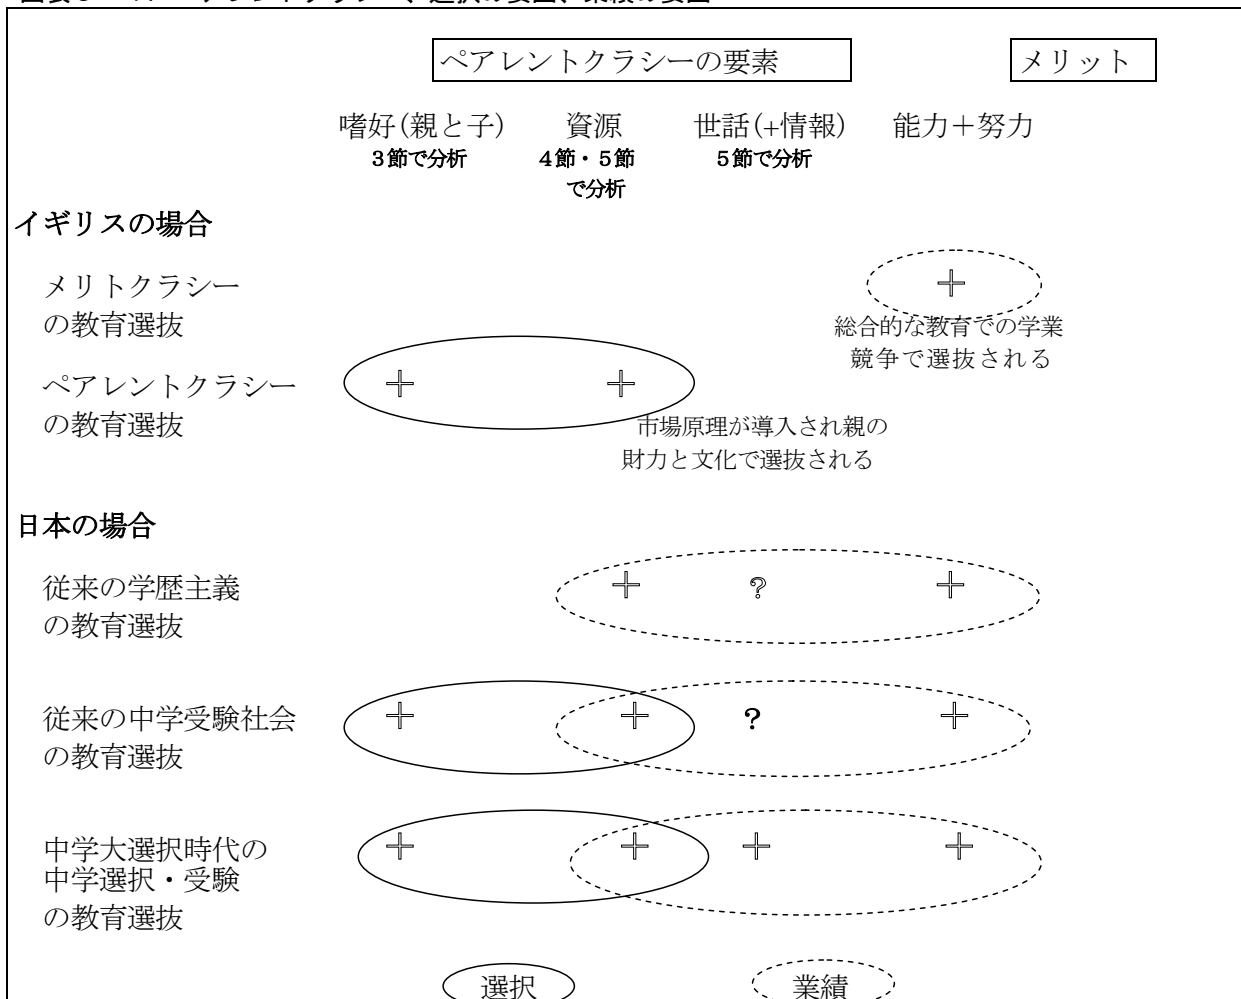 ペアレントクラシーの要素 メリット
嗜好(親と子) 資源 世話(+情報) 能力+努力
3節で分析 4節・5節 5節で分析
で分析
イギリスの場合
メリトクラシー +
の教育選抜 総合的な教育での学業
競争で選抜される
ペアレントクラシー + +
の教育選抜 市場原理が導入され親の
財力と文化で選抜される
日本の場合
従来の学歴主義 + ? +
の教育選抜
従来の中学受験社会 + + ? +
の教育選抜
中学大選択時代の + + + +
中学選択・受験
の教育選抜
選択 業績